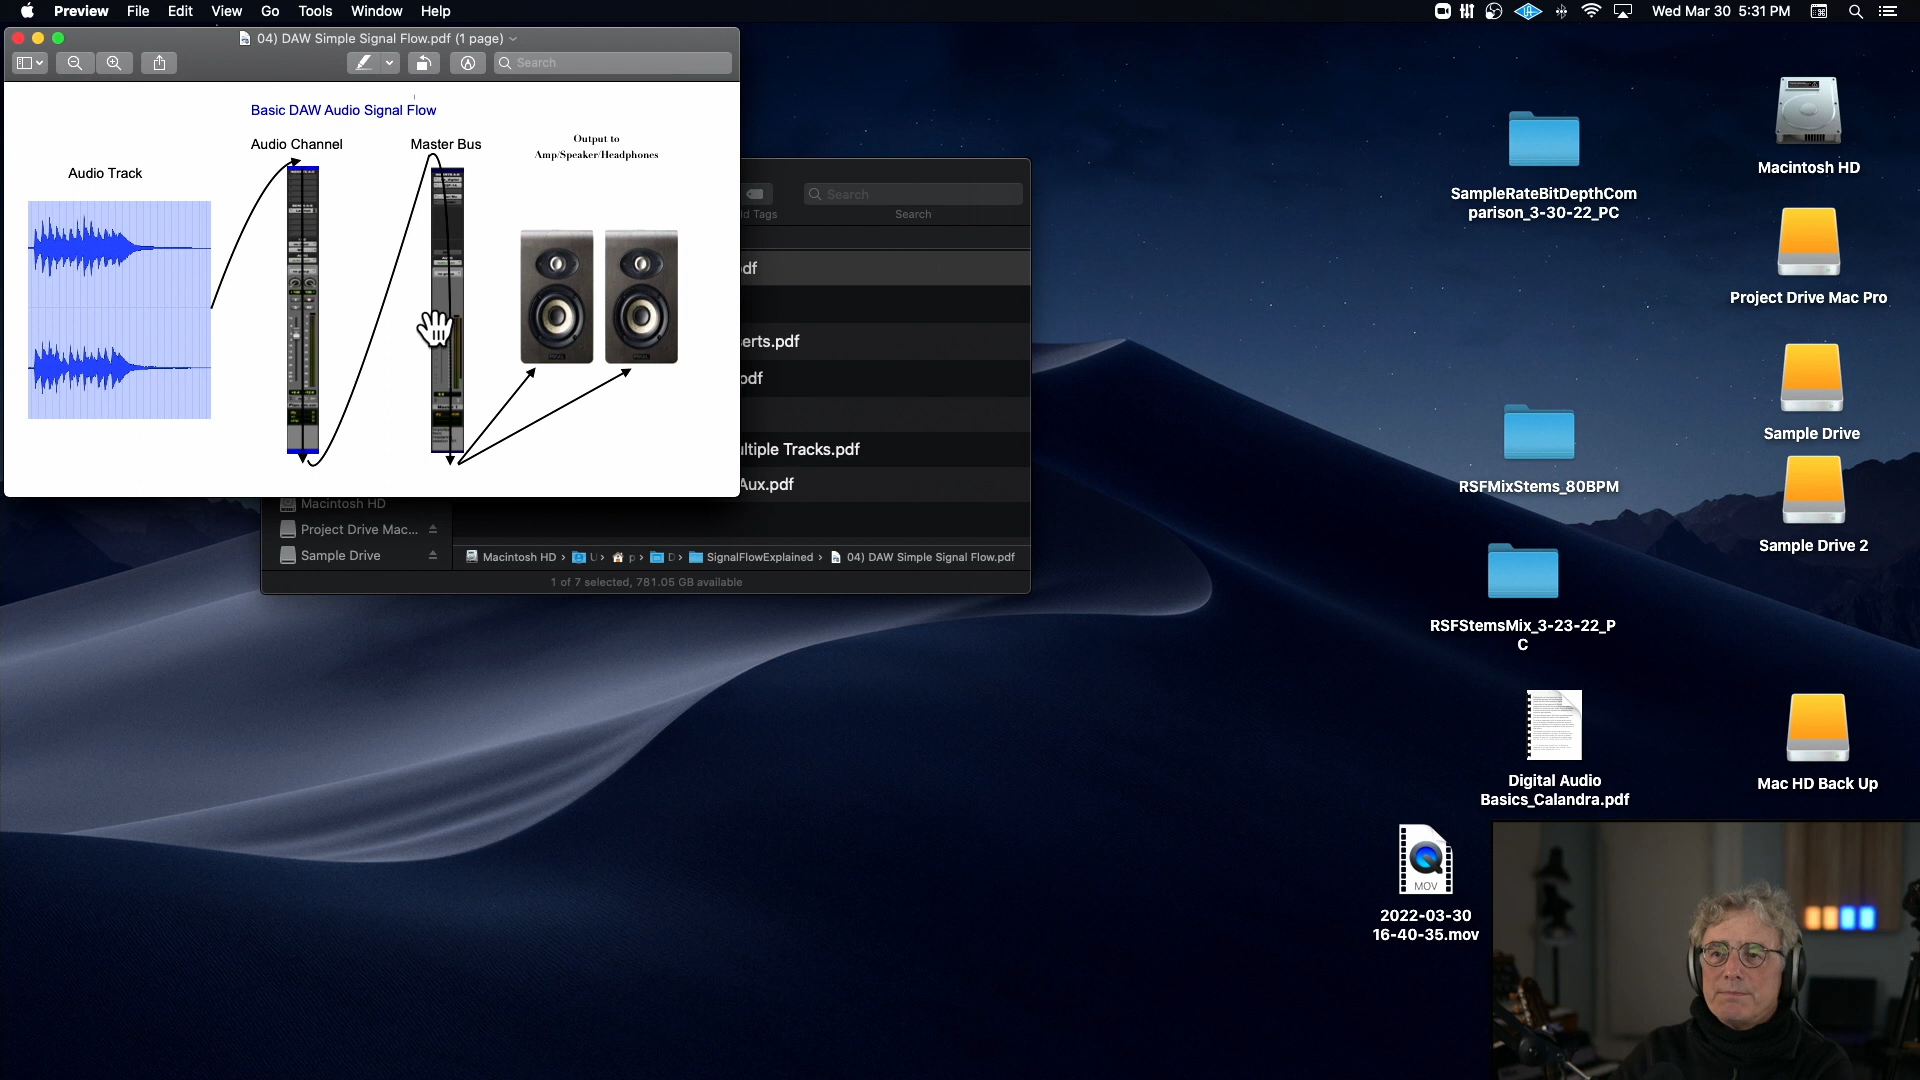 Preview File Edit View Go Tools Window Help
Wed Mar 30 5:31 PM
04) DAW Simple Signal Flow.pdf (1 page)
Search
Basic DAW Audio Signal Flow
Audio Channel
Master Bus
Output to
Amp/Speaker/Headphones
Audio Track
Search
d Tags
Search
df
erts.pdf
pdf
ultiple Tracks.pdf
Aux.pdf
Macintosh HD
Project Drive Mac...
Sample Drive
Macintosh HD › U › p › D › SignalFlowExplained › 04) DAW Simple Signal Flow.pdf
1 of 7 selected, 781.05 GB available
SampleRateBitDepthCom
parison_3-30-22_PC
Macintosh HD
Project Drive Mac Pro
Sample Drive
RSFMixStems_80BPM
Sample Drive 2
RSFStemsMix_3-23-22_P
C
Digital Audio
Basics_Calandra.pdf
Mac HD Back Up
MOV
2022-03-30
16-40-35.mov